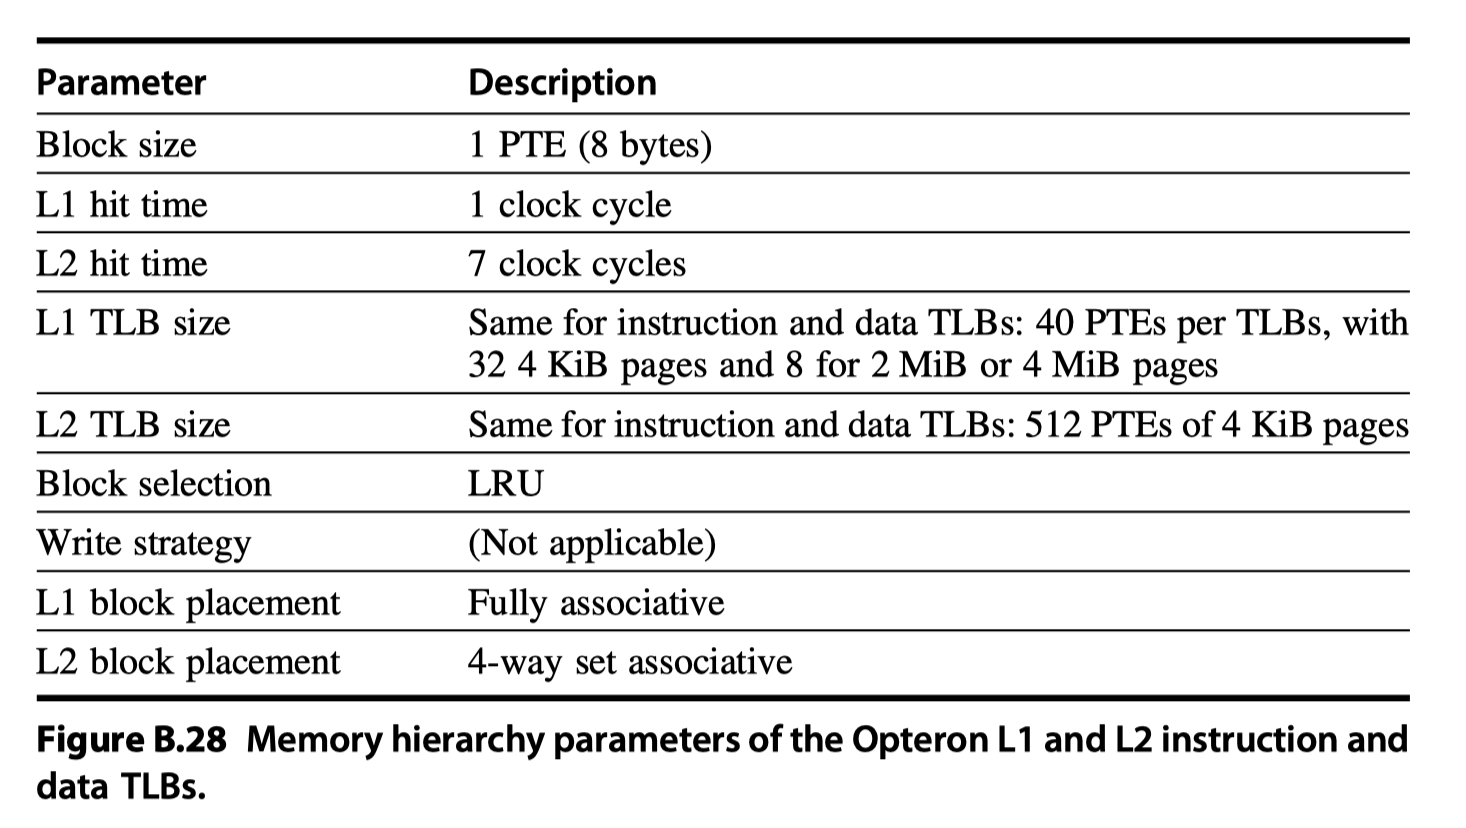 Parameter Description
Block size 1 PTE (8 bytes)
L1 hit time 1 clock cycle
L2 hit time 7 clock cycles
L1 TLB size Same for instruction and data TLBs: 40 PTEs per TLBs, with
32 4 KiB pages and 8 for 2 MiB or 4 MiB pages
L2 TLB size Same for instruction and data TLBs: 512 PTEs of 4 KiB pages
Block selection LRU
Write strategy (Not applicable)
L1 block placement Fully associative
L2 block placement 4-way set associative
Figure B.28 Memory hierarchy parameters of the Opteron L1 and L2 instruction and
data TLBs.